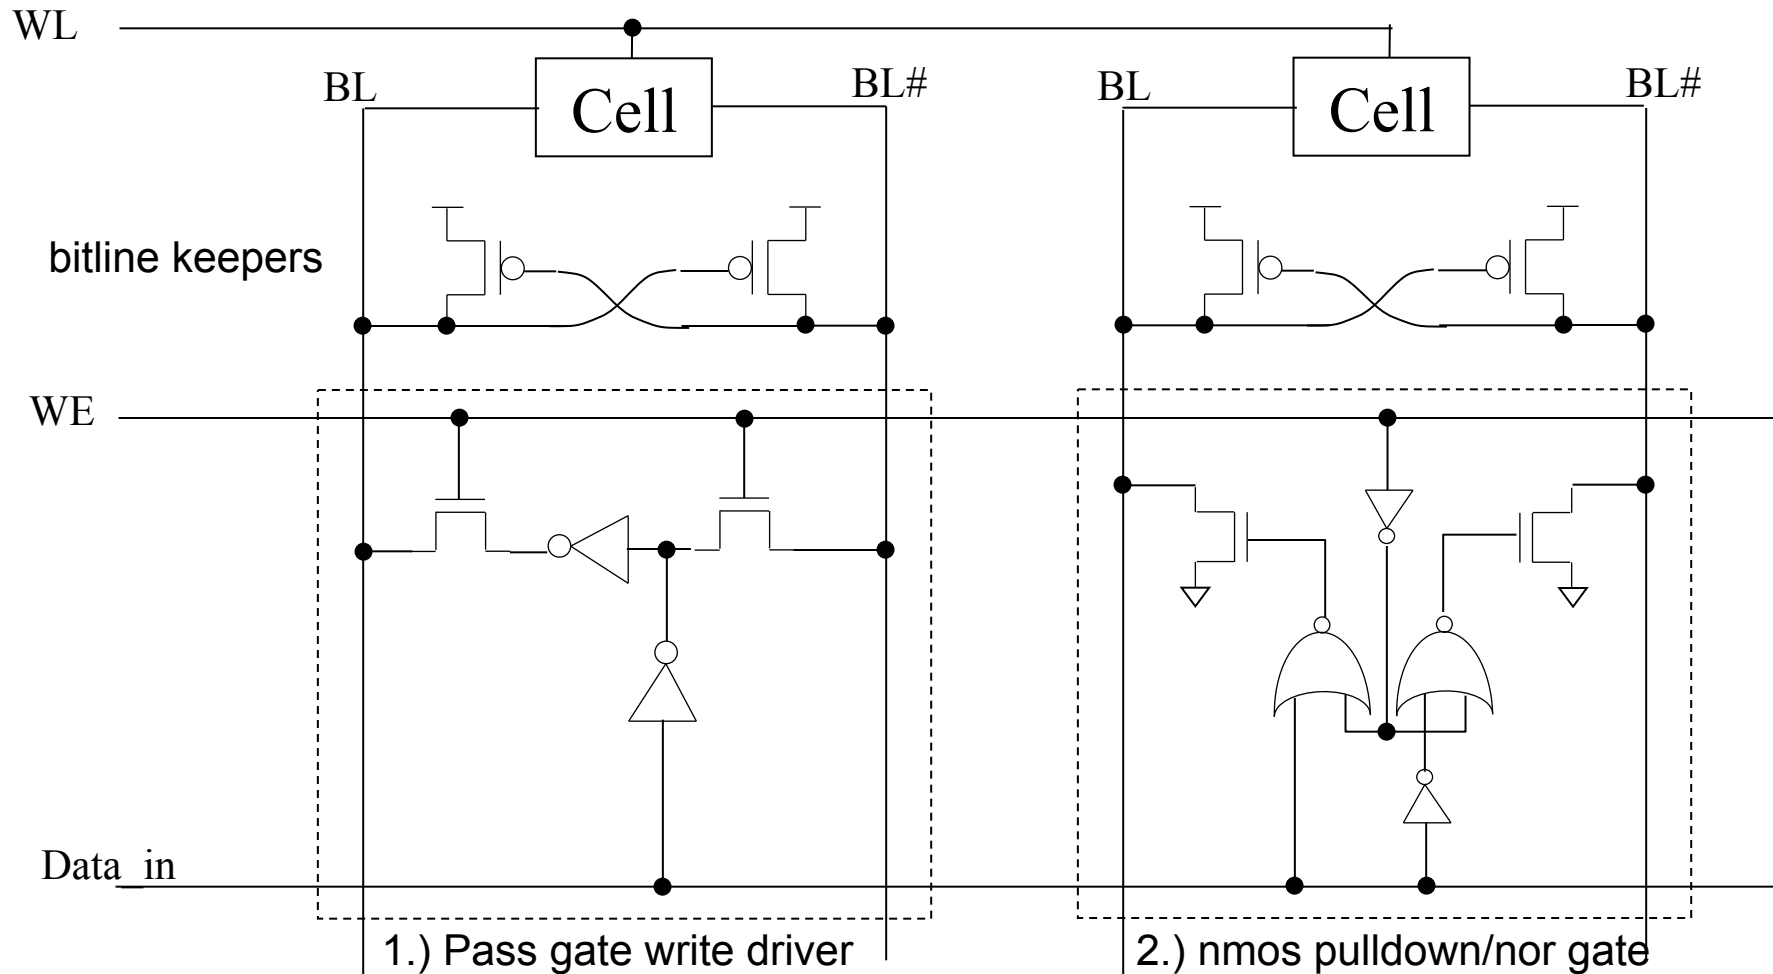 WL
BL
Cell
BL#
BL
Cell
BL#
bitline keepers
WE
Data_in
1.) Pass gate write driver
2.) nmos pulldown/nor gate